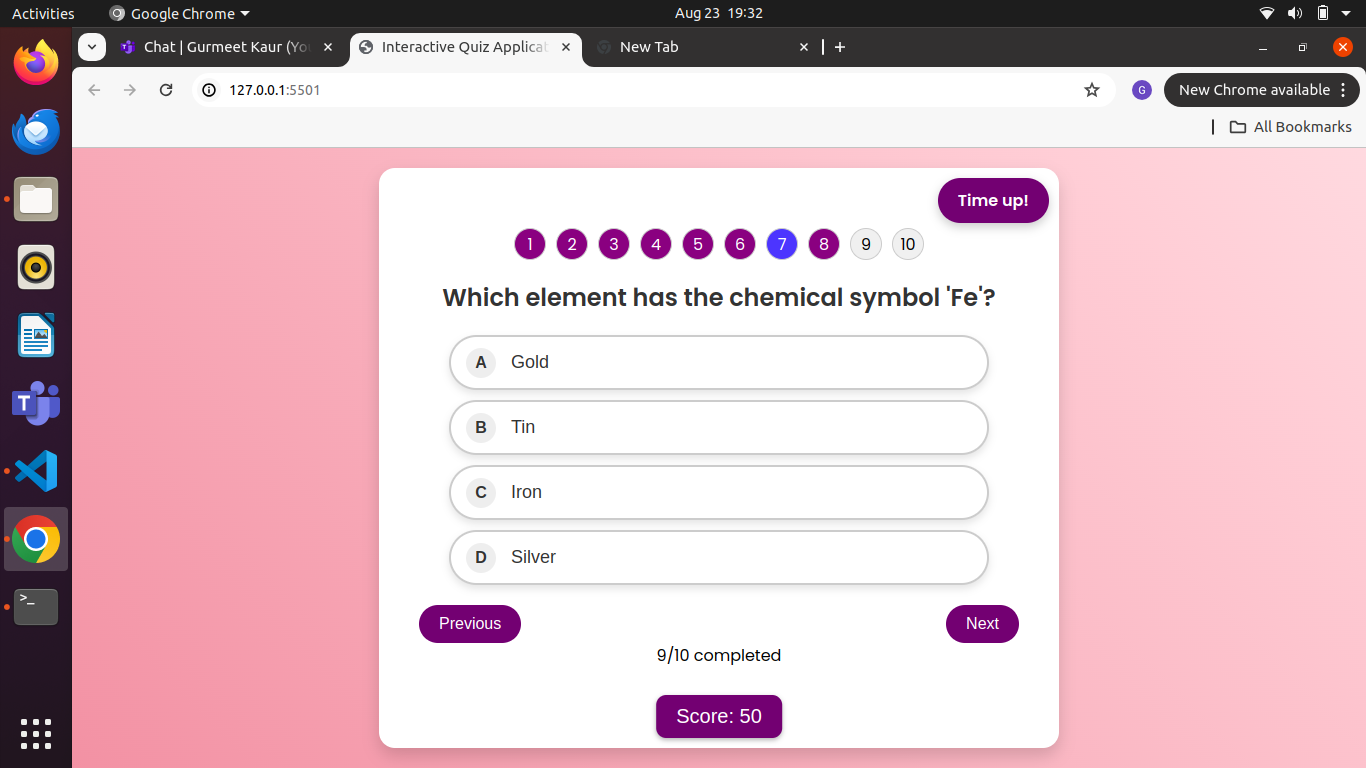 Activities Google Chrome Aug 23 19:32
Chat | Gurmeet Kaur (Yo Interactive Quiz Applicat New Tab
127.0.0.1:5501 G New Chrome available
All Bookmarks
Time up!
1 2 3 4 5 6 7 8 9 10
Which element has the chemical symbol 'Fe'?
A Gold
B Tin
C Iron
D Silver
Previous Next
9/10 completed
Score: 50